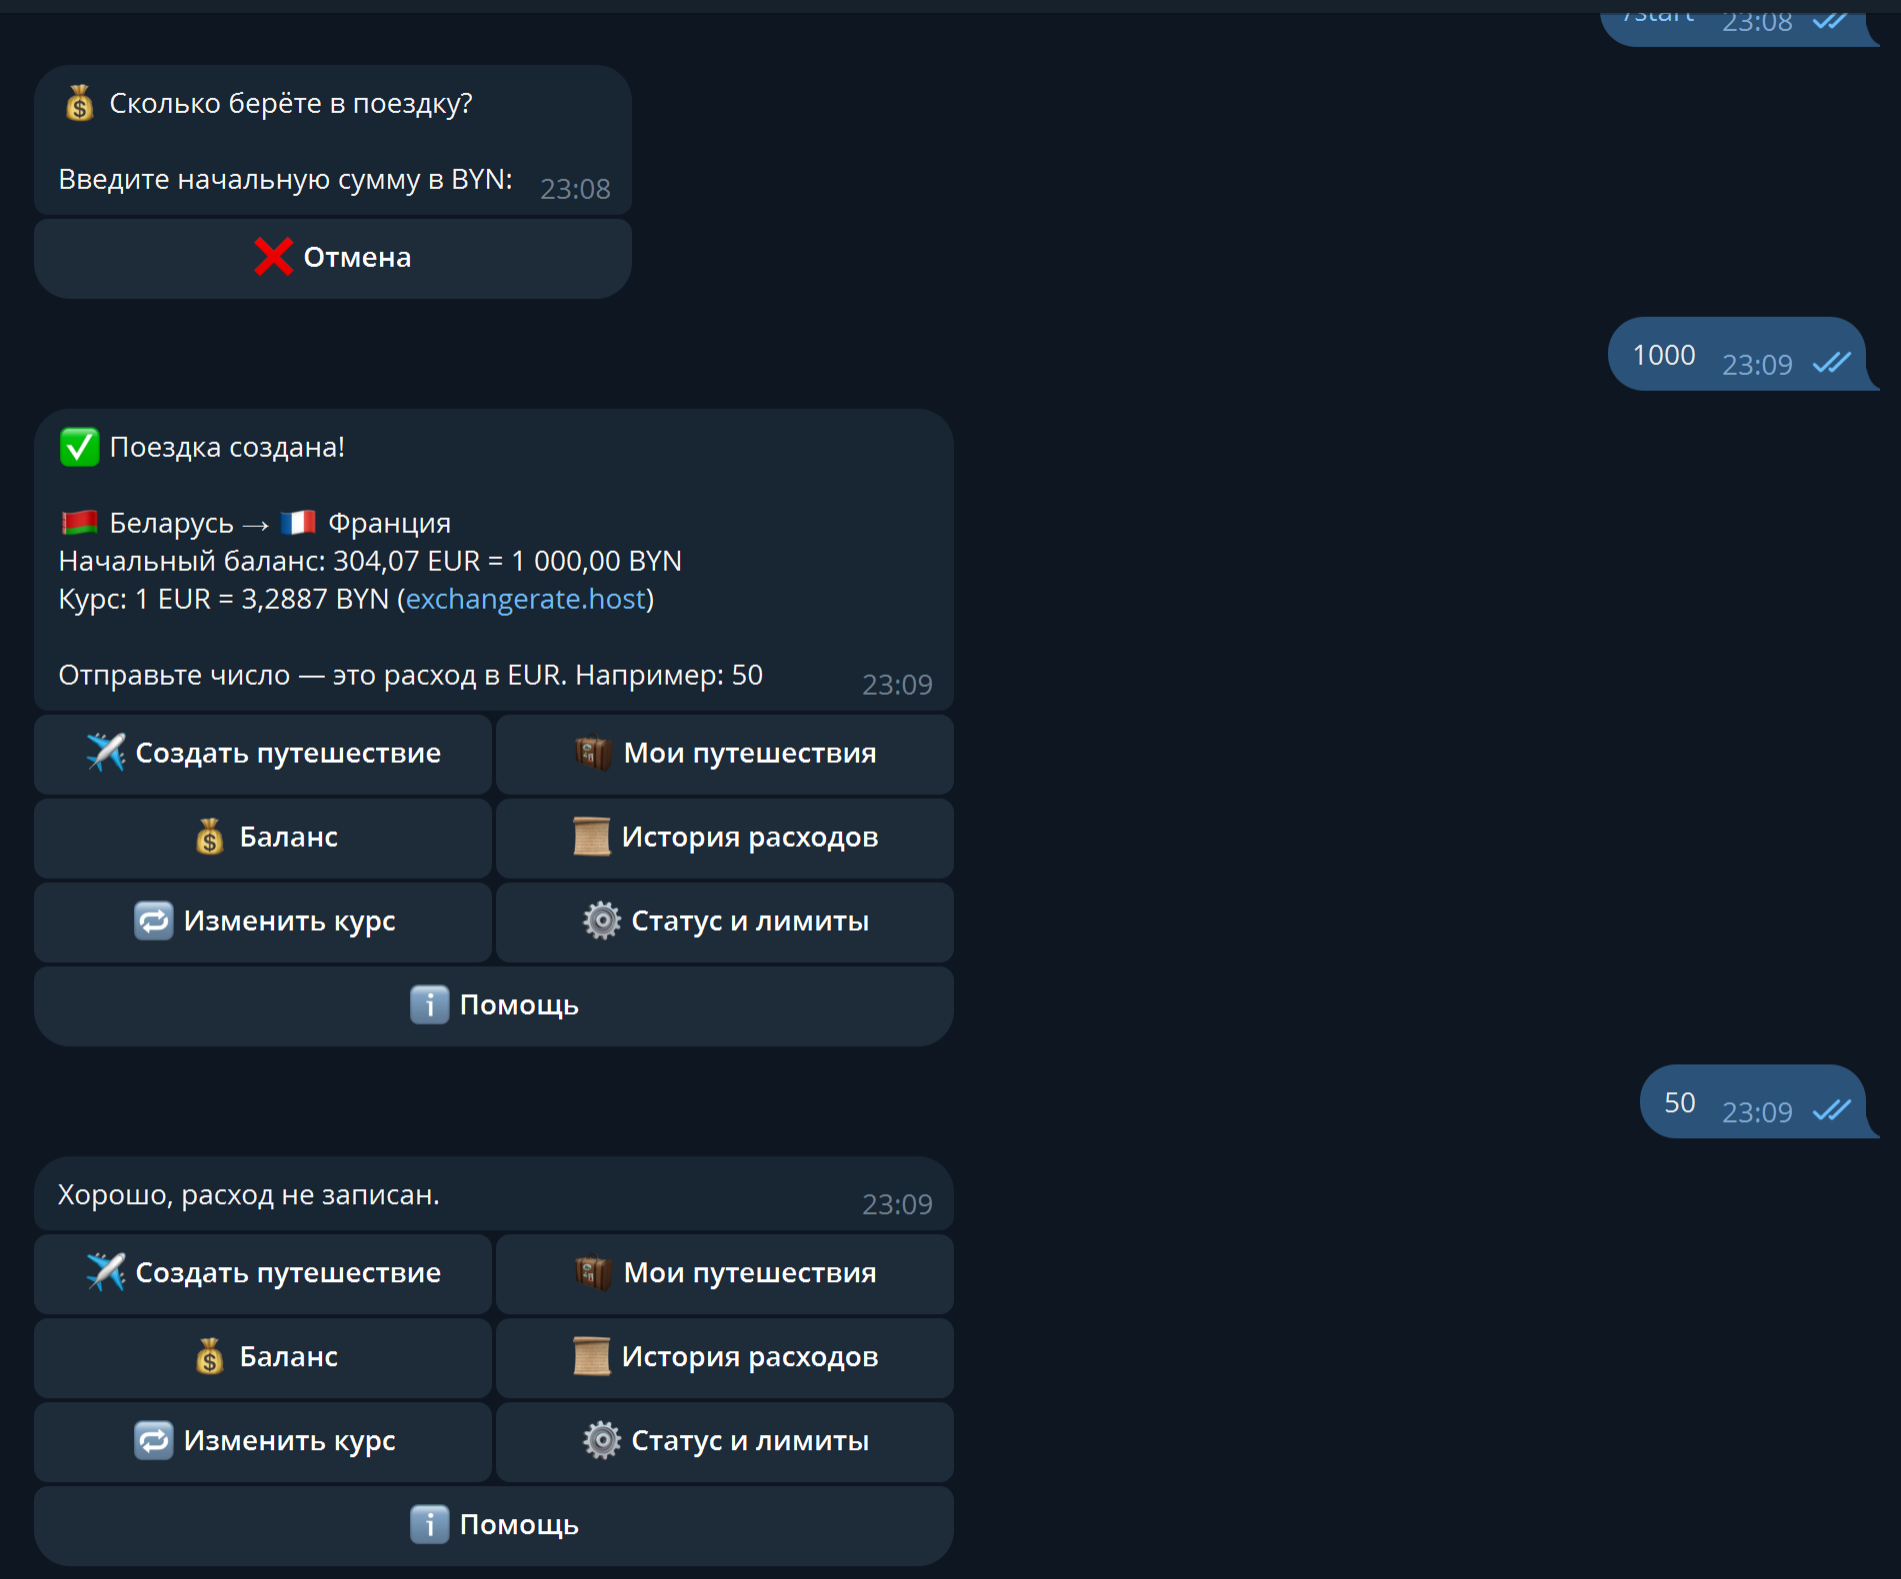 /start 23:08
Сколько берёте в поездку?
Введите начальную сумму в BYN: 23:08
Отмена
1000 23:09
Поездка создана!
Беларусь → Франция
Начальный баланс: 304,07 EUR = 1 000,00 BYN
Курс: 1 EUR = 3,2887 BYN (exchangerate.host)
Отправьте число — это расход в EUR. Например: 50 23:09
Создать путешествие Мои путешествия
Баланс История расходов
Изменить курс Статус и лимиты
Помощь
50 23:09
Хорошо, расход не записан. 23:09
Создать путешествие Мои путешествия
Баланс История расходов
Изменить курс Статус и лимиты
Помощь